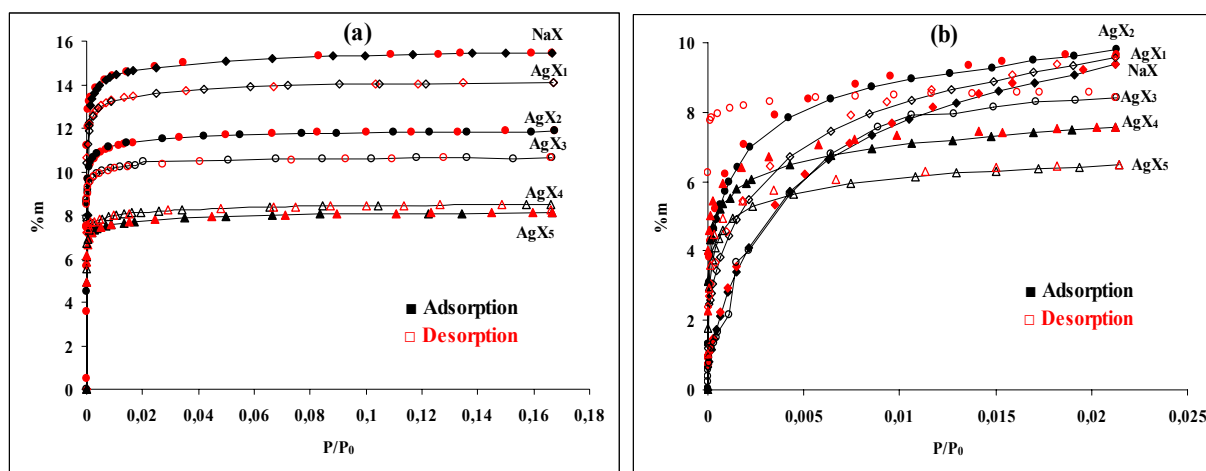 (a)
NaX
AgX1
AgX2
AgX3
AgX4
AgX5
16
14
12
10
8
6
4
2
0
%m
■ Adsorption
□ Desorption
0 0,02 0,04 0,06 0,08 0,1 0,12 0,14 0,16 0,18
P/P0
(b)
AgX2
AgX1
NaX
AgX3
AgX4
AgX5
10
8
6
4
2
0
%m
■ Adsorption
□ Desorption
0 0,005 0,01 0,015 0,02 0,025
P/P0